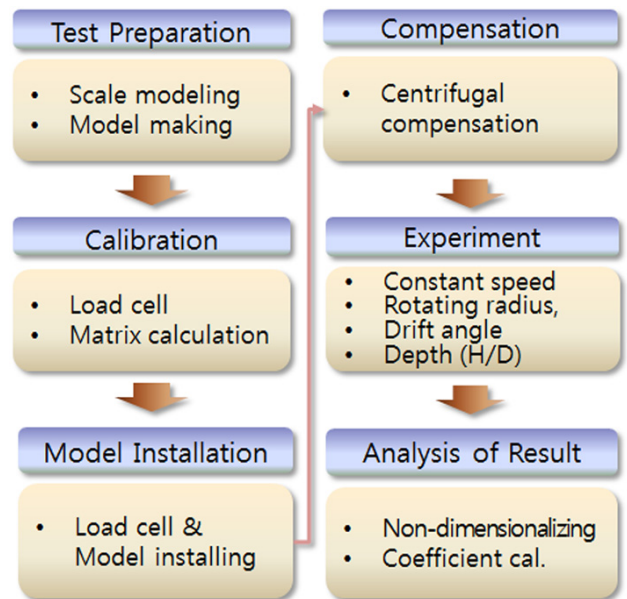 Test Preparation
• Scale modeling
• Model making
Calibration
• Load cell
• Matrix calculation
Model Installation
• Load cell &
Model installing
Compensation
• Centrifugal
compensation
Experiment
• Constant speed
• Rotating radius,
• Drift angle
• Depth (H/D)
Analysis of Result
• Non-dimensionalizing
• Coefficient cal.